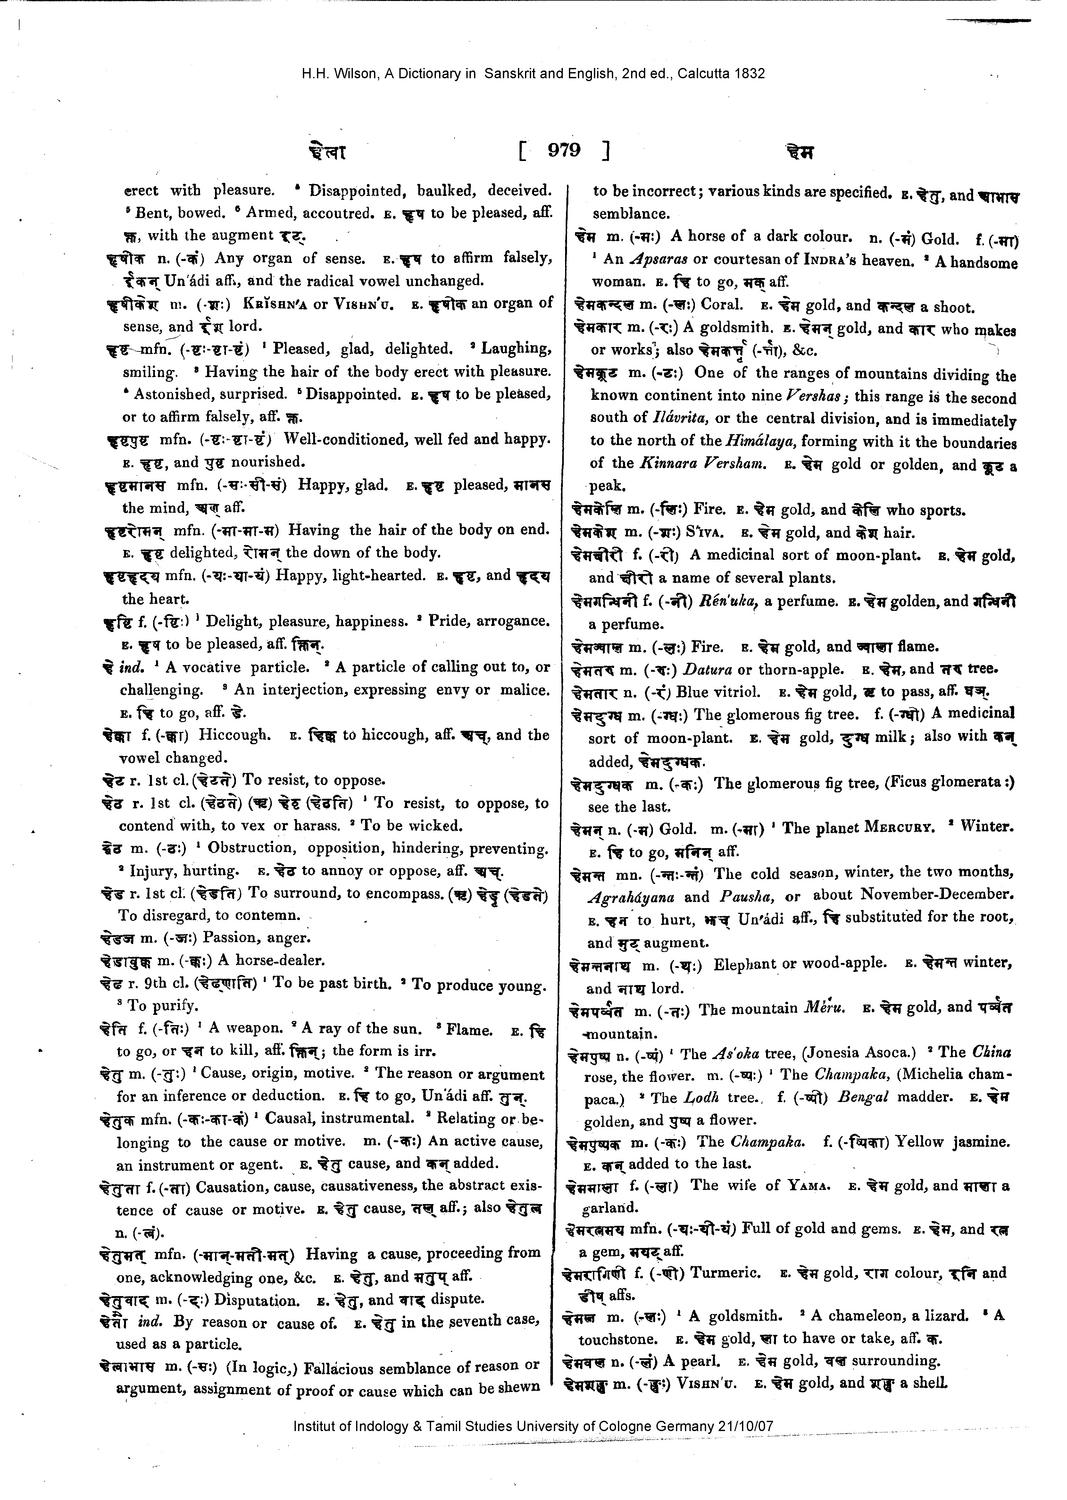 H.H. Wilson, A Dictionary in Sanskrit and English, 2nd ed., Calcutta 1832
हेत्वा [ 979 ] हेम
erect with pleasure. ⁴ Disappointed, baulked, deceived.
⁵ Bent, bowed. ⁶ Armed, accoutred. E. हृष to be pleased, aff.
क्त, with the augment इट्.
हृषीक n. (-कं) Any organ of sense. E. हृष to affirm falsely,
ईकन् Un'ádi aff., and the radical vowel unchanged.
हृषीकेश m. (-शः) KRĬSHN'A or VISHN'U. E. हृषीक an organ of
sense, and ईश lord.
हृष्ट mfn. (-ष्टः-ष्टा-ष्टं) ¹ Pleased, glad, delighted. ² Laughing,
smiling. ³ Having the hair of the body erect with pleasure.
⁴ Astonished, surprised. ⁵ Disappointed. E. हृष to be pleased,
or to affirm falsely, aff. क्त.
हृष्टपुष्ट mfn. (-ष्टः-ष्टा-ष्टं) Well-conditioned, well fed and happy.
E. हृष्ट, and पुष्ट nourished.
हृष्टमानस mfn. (-सः-सी-सं) Happy, glad. E. हृष्ट pleased, मानस
the mind, अण् aff.
हृष्टरोमन् mfn. (-मा-मा-म) Having the hair of the body on end.
E. हृष्ट delighted, रोमन् the down of the body.
हृष्टहृदय mfn. (-यः-या-यं) Happy, light-hearted. E. हृष्ट, and हृदय
the heart.
हृष्टि f. (-ष्टिः) ¹ Delight, pleasure, happiness. ² Pride, arrogance.
E. हृष to be pleased, aff. क्तिन्.
हे ind. ¹ A vocative particle. ² A particle of calling out to, or
challenging. ³ An interjection, expressing envy or malice.
E. हि to go, aff. डे.
हेक्का f. (-क्का) Hiccough. E. हिक्क to hiccough, aff. अच्, and the
vowel changed.
हेट r. 1st cl. (हेटते) To resist, to oppose.
हेठ r. 1st cl. (हेठते) (ऋ) हेठृ (हेठति) ¹ To resist, to oppose, to
contend with, to vex or harass. ² To be wicked.
हेठ m. (-ठः) ¹ Obstruction, opposition, hindering, preventing.
² Injury, hurting. E. हेठ to annoy or oppose, aff. अच्.
हेड r. 1st cl. (हेडति) To surround, to encompass. (ऋ) हेडृ (हेडते)
To disregard, to contemn.
हेडज m. (-जः) Passion, anger.
हेडावुक्क m. (-क्कः) A horse-dealer.
हेढ r. 9th cl. (हेढ्णाति) ¹ To be past birth. ² To produce young.
³ To purify.
हेति f. (-तिः) ¹ A weapon. ² A ray of the sun. ³ Flame. E. हि
to go, or हन to kill, aff. क्तिन्; the form is irr.
हेतु m. (-तुः) ¹ Cause, origin, motive. ² The reason or argument
for an inference or deduction. E. हि to go, Un'ádi aff. तुन्.
हेतुक mfn. (-कः-का-कं) ¹ Causal, instrumental. ² Relating or be-
longing to the cause or motive. m. (-कः) An active cause,
an instrument or agent. E. हेतु cause, and कन् added.
हेतुता f. (-ता) Causation, cause, causativeness, the abstract exis-
tence of cause or motive. E. हेतु cause, तल् aff.; also हेतुत्व
n. (-त्वं).
हेतुमत् mfn. (-मान्-मती-मत्) Having a cause, proceeding from
one, acknowledging one, &c. E. हेतु, and मतुप् aff.
हेतुवाद m. (-दः) Disputation. E. हेतु, and वाद dispute.
हेतौ ind. By reason or cause of. E. हेतु in the seventh case,
used as a particle.
हेत्वाभास m. (-सः) (In logic,) Fallacious semblance of reason or
argument, assignment of proof or cause which can be shewn
to be incorrect; various kinds are specified. E. हेतु, and आभास
semblance.
हेम m. (-मः) A horse of a dark colour. n. (-मं) Gold. f. (-मा)
¹ An Apsaras or courtesan of INDRA's heaven. ² A handsome
woman. E. हि to go, मक् aff.
हेमकन्दल m. (-लः) Coral. E. हेम gold, and कन्दल a shoot.
हेमकार m. (-रः) A goldsmith. E. हेमन् gold, and कार who makes
or works; also हेमकर्त्तृ (-र्त्ता), &c.
हेमकूट m. (-टः) One of the ranges of mountains dividing the
known continent into nine Vershas; this range is the second
south of Ilávrita, or the central division, and is immediately
to the north of the Himálaya, forming with it the boundaries
of the Kinnara Versham. E. हेम gold or golden, and कूट a
peak.
हेमकेलि m. (-लिः) Fire. E. हेम gold, and केलि who sports.
हेमकेश m. (-शः) S'IVA. E. हेम gold, and केश hair.
हेमक्षीरी f. (-री) A medicinal sort of moon-plant. E. हेम gold,
and क्षीरी a name of several plants.
हेमगन्धिनी f. (-नी) Rén'uka, a perfume. E. हेम golden, and गन्धिनी
a perfume.
हेमज्वाल m. (-लः) Fire. E. हेम gold, and ज्वाला flame.
हेमतरु m. (-रुः) Datura or thorn-apple. E. हेम, and तरु tree.
हेमतार n. (-रं) Blue vitriol. E. हेम gold, तॄ to pass, aff. घञ्.
हेमदुग्ध m. (-ग्धः) The glomerous fig tree. f. (-ग्धी) A medicinal
sort of moon-plant. E. हेम gold, दुग्ध milk; also with कन्
added, हेमदुग्धक.
हेमदुग्धक m. (-कः) The glomerous fig tree, (Ficus glomerata:)
see the last.
हेमन् n. (-म) Gold. m. (-मा) ¹ The planet MERCURY. ² Winter.
E. हि to go, मनिन् aff.
हेमन्त mn. (-न्तः-न्तं) The cold season, winter, the two months,
Agraháyana and Pausha, or about November-December.
E. हन to hurt, झच् Un'ádi aff., हि substituted for the root,
and मुट् augment.
हेमन्तनाथ m. (-थः) Elephant or wood-apple. E. हेमन्त winter,
and नाथ lord.
हेमपर्व्वत m. (-तः) The mountain Méru. E. हेम gold, and पर्व्वत
mountain.
हेमपुष्प n. (-ष्पं) ¹ The As'oka tree, (Jonesia Asoca.) ² The China
rose, the flower. m. (-ष्पः) ¹ The Champaka, (Michelia cham-
paca.) ² The Lodh tree. f. (-ष्पी) Bengal madder. E. हेम
golden, and पुष्प a flower.
हेमपुष्पक m. (-कः) The Champaka. f. (-ष्पिका) Yellow jasmine.
E. कन् added to the last.
हेममाला f. (-ला) The wife of YAMA. E. हेम gold, and माला a
garland.
हेमरत्नमय mfn. (-यः-यी-यं) Full of gold and gems. E. हेम, and रत्न
a gem, मयट् aff.
हेमरागिणी f. (-णी) Turmeric. E. हेम gold, राग colour, इनि and
ङीष् affs.
हेमल m. (-लः) ¹ A goldsmith. ² A chameleon, a lizard. ³ A
touchstone. E. हेम gold, ला to have or take, aff. क.
हेमवल n. (-लं) A pearl. E. हेम gold, वल surrounding.
हेमशङ्ख m. (-ङ्खः) VISHN'U. E. हेम gold, and शङ्ख a shell.
Institut of Indology & Tamil Studies University of Cologne Germany 21/10/07